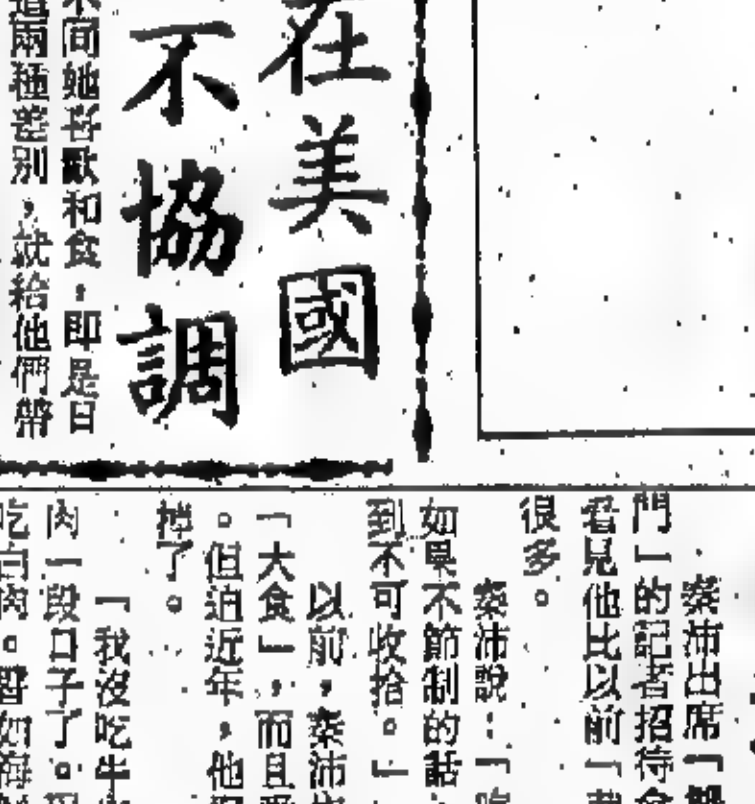 在美國
不協調
不同她喜歡和食，即是日
這兩種差別，就給他們帶
秦沛出席「
門」的記者招待會
看見他比以前「
很多。
秦沛說：「
如果不節制的話
到不可收拾。」
以前，秦沛
「大食」，而且
。但迫近年，他
掉了。
「我沒吃牛
肉一段日子了。
吃白肉。譬如海